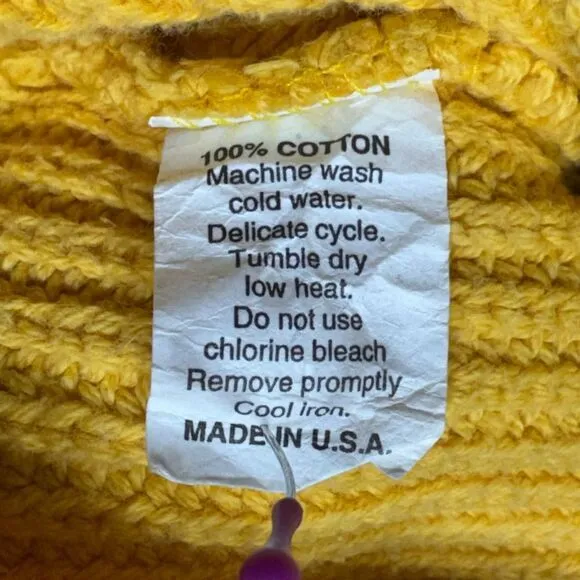 100% COTTON
Machine wash
cold water.
Delicate cycle.
Tumble dry
low heat.
Do not use
chlorine bleach
Remove promptly
Cool iron.
MADE IN U.S.A.